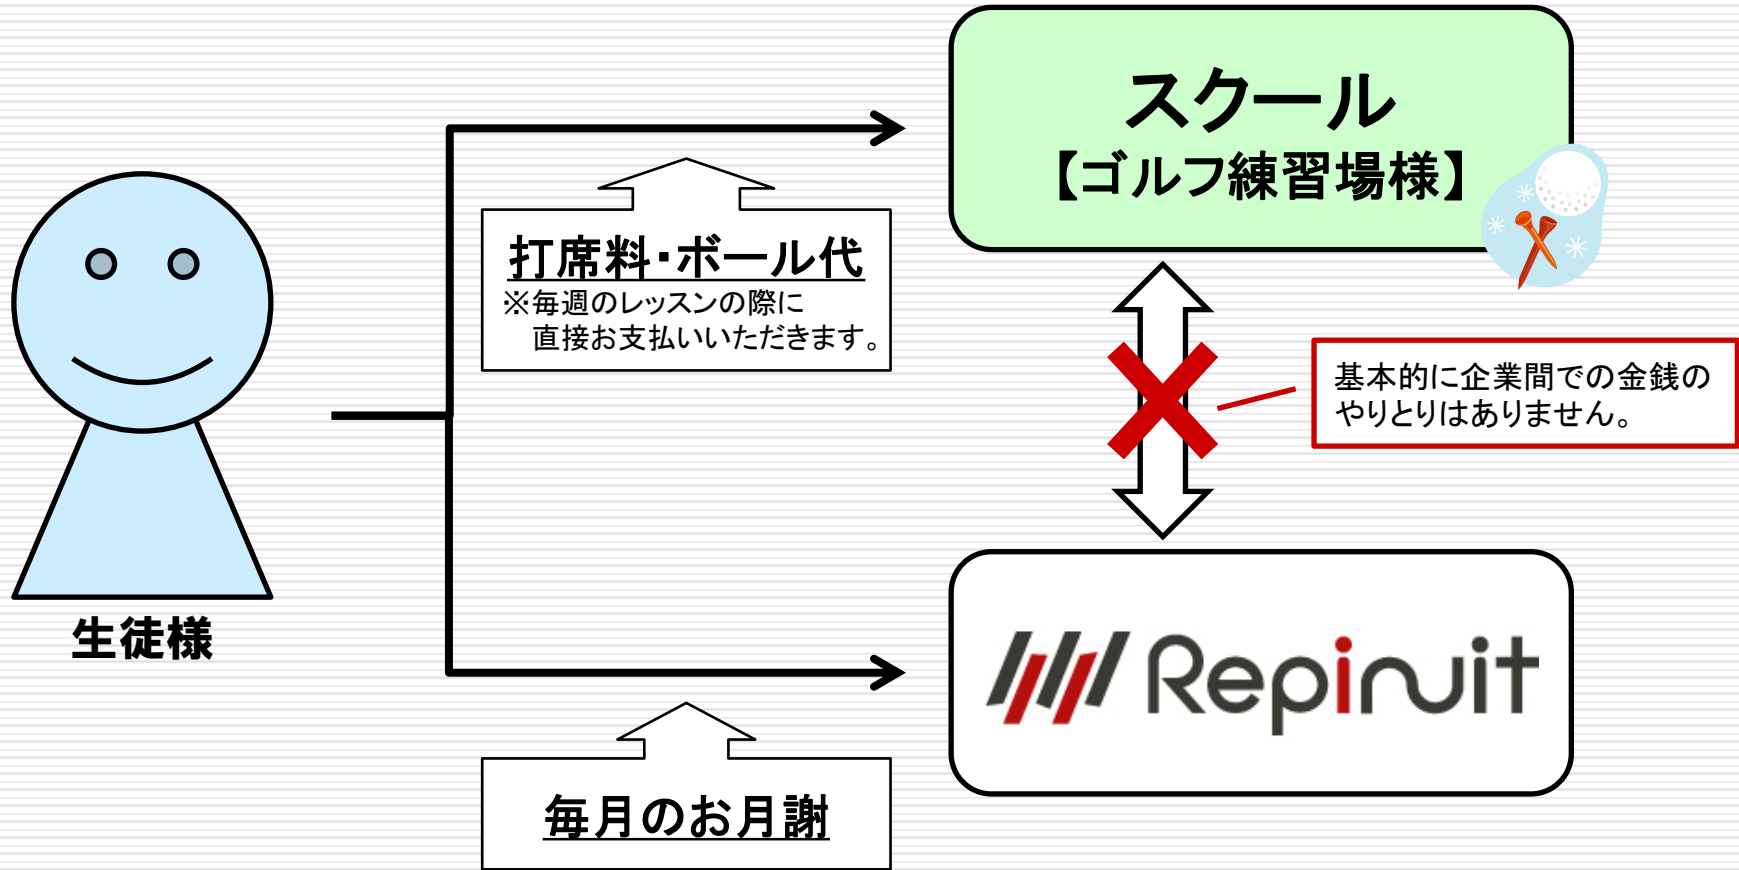 スクール
【ゴルフ練習場様】
打席料・ボール代
※毎週のレッスンの際に
直接お支払いいただきます。
基本的に企業間での金銭の
やりとりはありません。
生徒様
Repinuit
毎月のお月謝